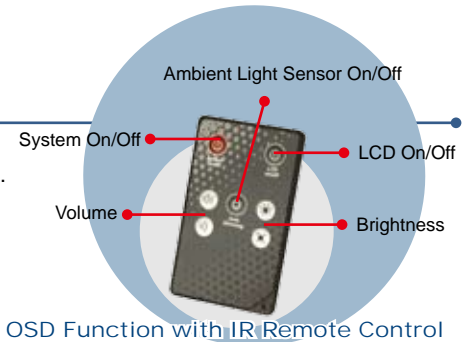 Ambient Light Sensor On/Off
System On/Off
LCD On/Off
.
Volume
Brightness
OSD Function with IR Remote Control